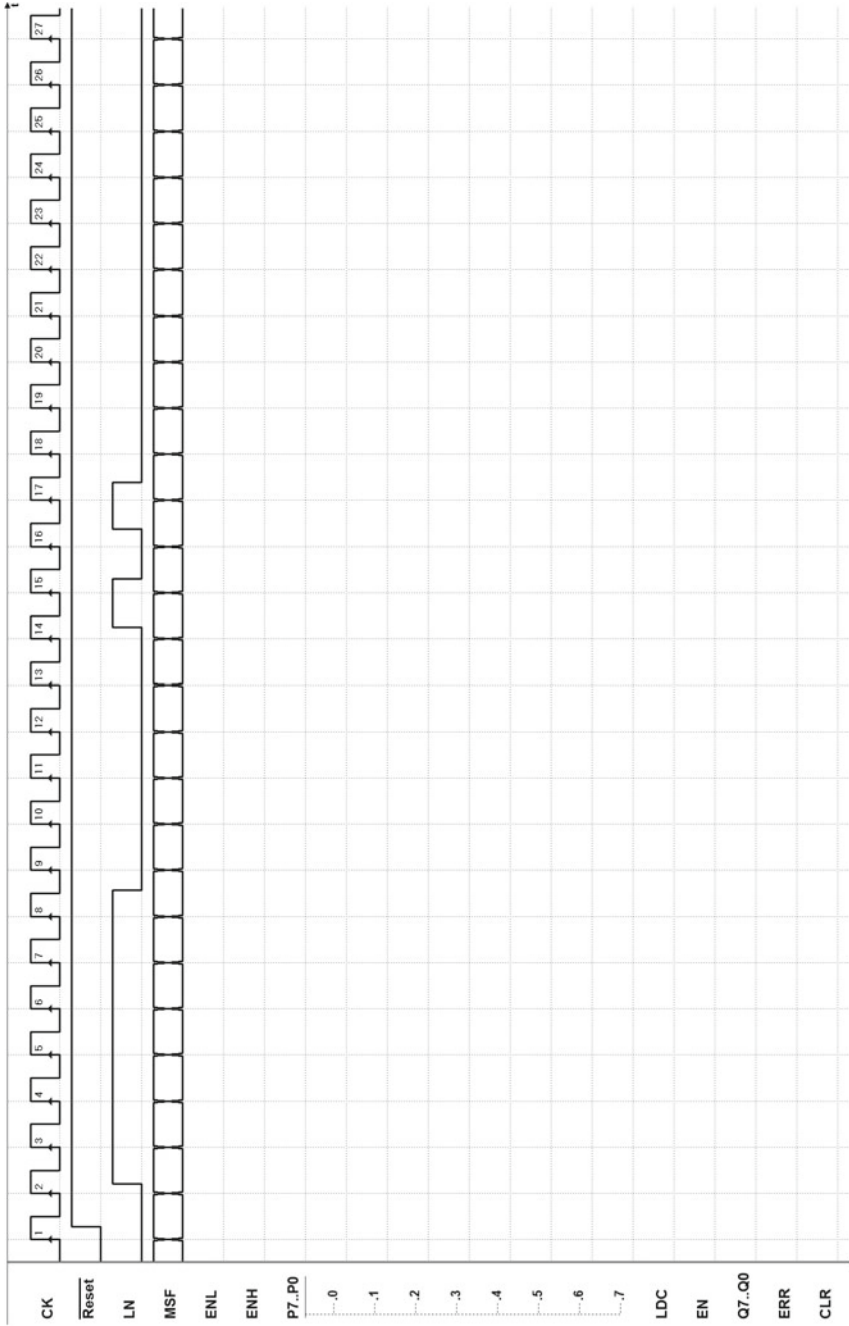 t
CK
1 2 3 4 5 6 7 8 9 10 11 12 13 14 15 16 17 18 19 20 21 22 23 24 25 26 27
Reset
LN
MSF
ENL
ENH
P7..P0
..0
..1
..2
..3
..4
..5
..6
..7
LDC
EN
Q7..Q0
ERR
CLR